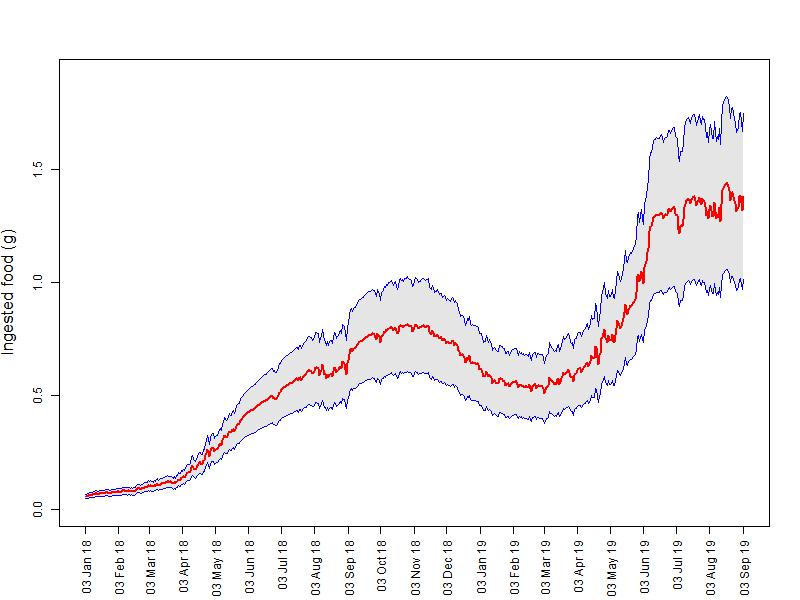 Ingested food (g)
1.5
1.0
0.5
0.0
03 Jan 18
03 Feb 18
03 Mar 18
03 Apr 18
03 May 18
03 Jun 18
03 Jul 18
03 Aug 18
03 Sep 18
03 Oct 18
03 Nov 18
03 Dec 18
03 Jan 19
03 Feb 19
03 Mar 19
03 Apr 19
03 May 19
03 Jun 19
03 Jul 19
03 Aug 19
03 Sep 19